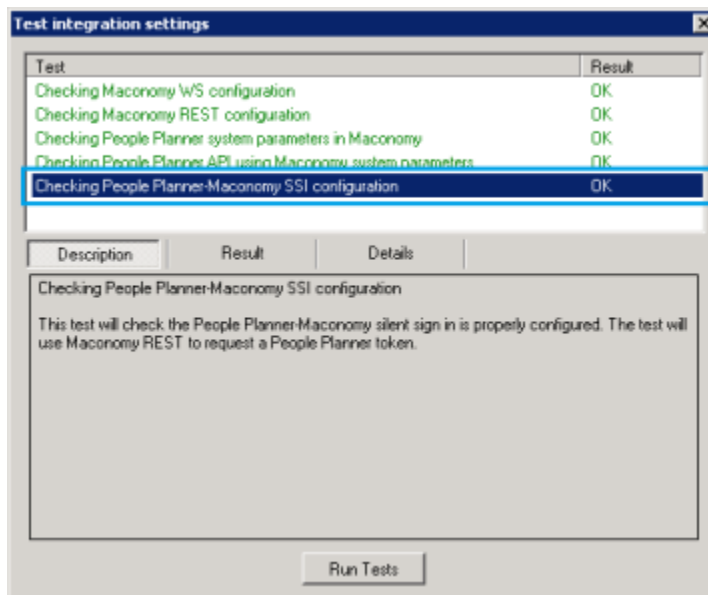 Test integration settings
Test Result
Checking Maconomy WS configuration OK
Checking Maconomy REST configuration OK
Checking People Planner system parameters in Maconomy OK
Checking People Planner API using Maconomy system parameters OK
Checking People Planner-Maconomy SSI configuration OK
Description Result Details
Checking People Planner-Maconomy SSI configuration
This test will check the People Planner-Maconomy silent sign in is properly configured. The test will
use Maconomy REST to request a People Planner token.
Run Tests